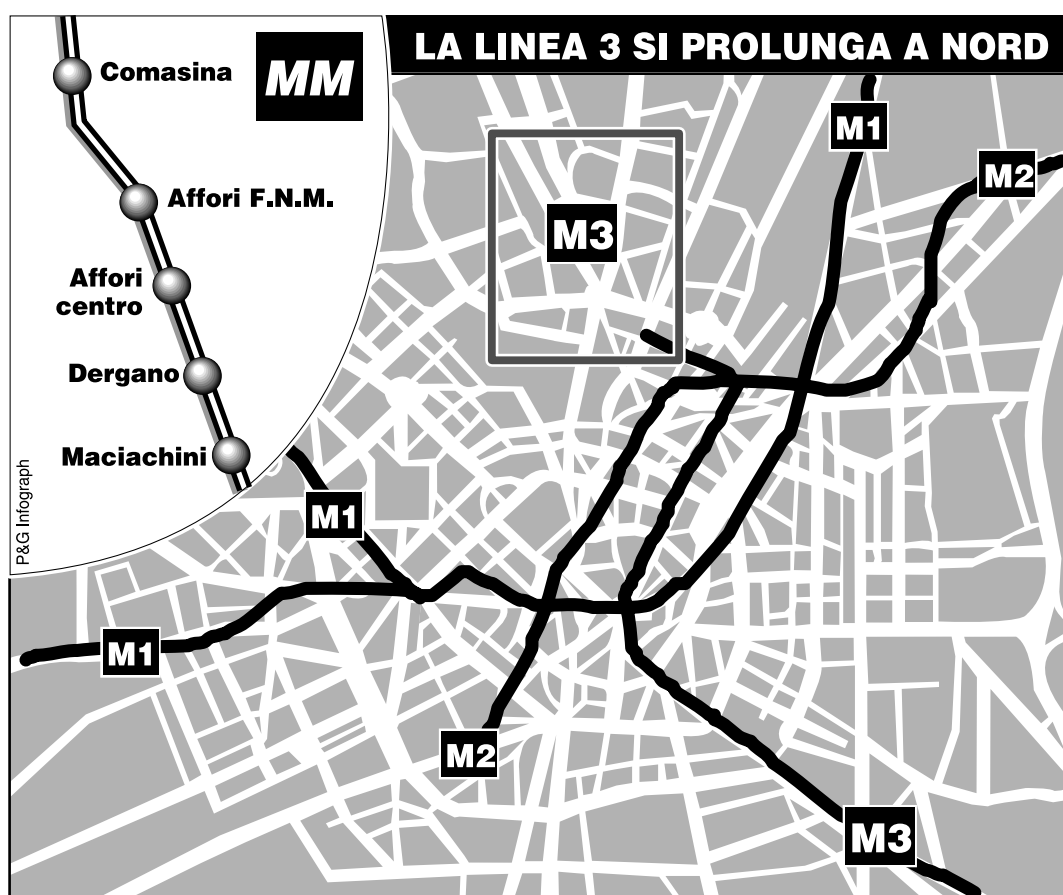 LA LINEA 3 SI PROLUNGA A NORD
MM
Comasina
Affori F.N.M.
Affori
centro
Dergano
Maciachini
P&G Infograph
M1
M2
M3
M1
M1
M2
M3